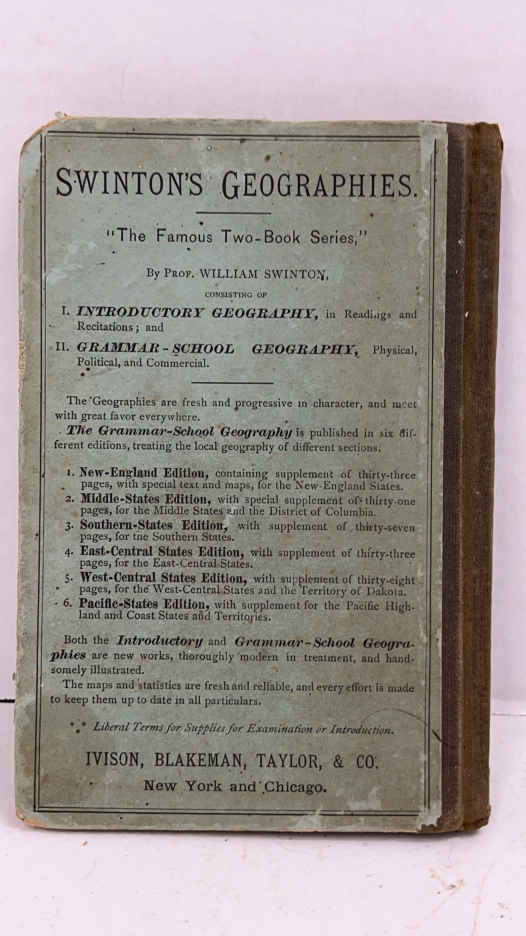 SWINTON'S GEOGRAPHIES.
"The Famous Two-Book Series,"
By Prof. WILLIAM SWINTON,
CONSISTING OF
I. INTRODUCTORY GEOGRAPHY, in Readings and
Recitations; and
II. GRAMMAR-SCHOOL GEOGRAPHY, Physical,
Political, and Commercial.
The Geographies are fresh and progressive in character, and meet
with great favor everywhere.
The Grammar-School Geography is published in six dif-
ferent editions, treating the local geography of different sections.
1. New-England Edition, containing supplement of thirty-three
pages, with special text and maps, for the New-England States.
2. Middle-States Edition, with special supplement of thirty-one
pages, for the Middle States and the District of Columbia.
3. Southern-States Edition, with supplement of thirty-seven
pages, for the Southern States.
4. East-Central States Edition, with supplement of thirty-three
pages, for the East-Central States.
5. West-Central States Edition, with supplement of thirty-eight
pages, for the West-Central States and the Territory of Dakota.
6. Pacific-States Edition, with supplement for the Pacific High-
land and Coast States and Territories.
Both the Introductory and Grammar-School Geogra-
phies are new works, thoroughly modern in treatment, and hand-
somely illustrated.
The maps and statistics are fresh and reliable, and every effort is made
to keep them up to date in all particulars.
*** Liberal Terms for Supplies for Examination or Introduction.
IVISON, BLAKEMAN, TAYLOR, & CO.
New York and Chicago.